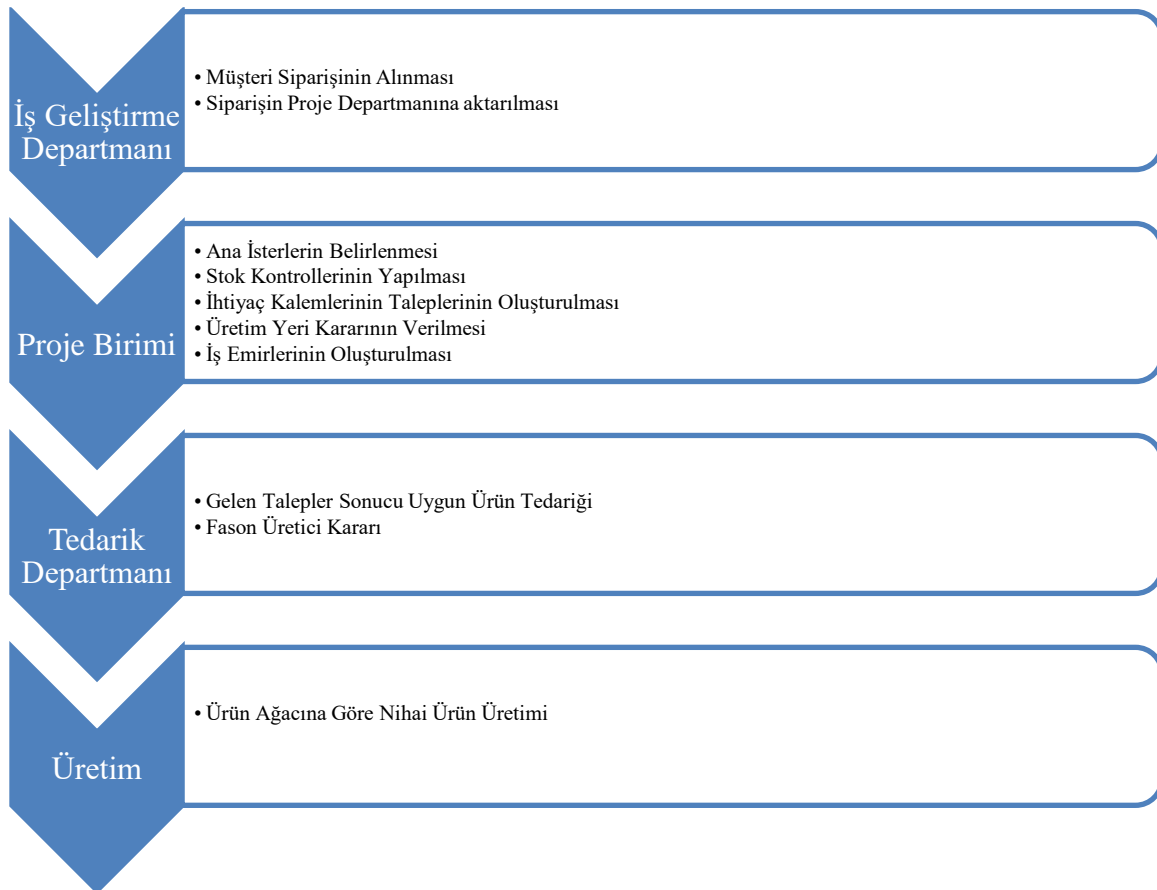 İş Geliştirme
Departmanı
• Müşteri Siparişinin Alınması
• Siparişin Proje Departmanına aktarılması
Proje Birimi
• Ana İsterlerin Belirlenmesi
• Stok Kontrollerinin Yapılması
• İhtiyaç Kalemlerinin Taleplerinin Oluşturulması
• Üretim Yeri Kararının Verilmesi
• İş Emirlerinin Oluşturulması
Tedarik
Departmanı
• Gelen Talepler Sonucu Uygun Ürün Tedariği
• Fason Üretici Kararı
Üretim
• Ürün Ağacına Göre Nihai Ürün Üretimi